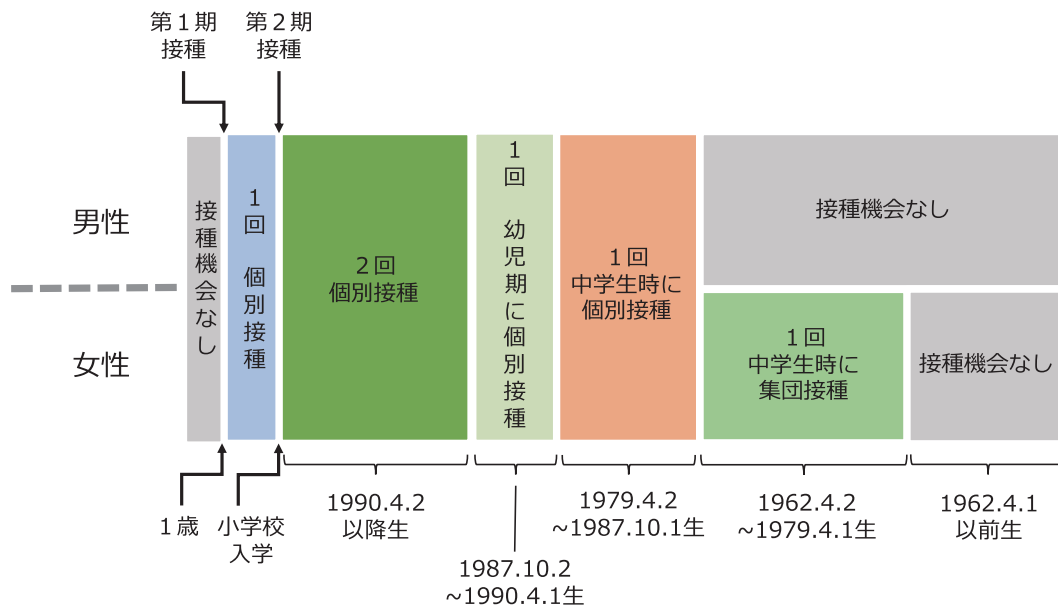 第１期
接種
第２期
接種
男性
女性
接種機会なし
１回　個別接種
２回
個別接種
１回　幼児期に個別接種
１回
中学生時に
個別接種
接種機会なし
１回
中学生時に
集団接種
接種機会なし
１歳
小学校
入学
1990.4.2
以降生
1987.10.2
~1990.4.1生
1979.4.2
~1987.10.1生
1962.4.2
~1979.4.1生
1962.4.1
以前生